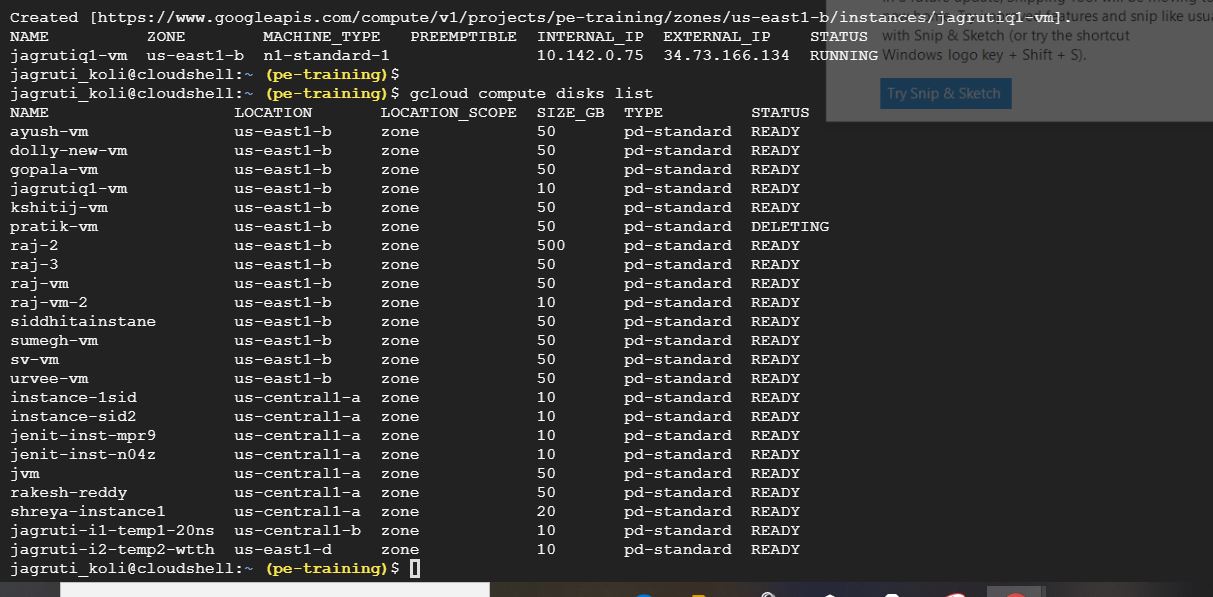 Created [https://www.googleapis.com/compute/v1/projects/pe-training/zones/us-east1-b/instances/jagrutiq1-vm].
NAME ZONE MACHINE_TYPE PREEMPTIBLE INTERNAL_IP EXTERNAL_IP STATUS
jagrutiq1-vm us-east1-b n1-standard-1 10.142.0.75 34.73.166.134 RUNNING
jagruti_koli@cloudshell:~ (pe-training)$
jagruti_koli@cloudshell:~ (pe-training)$ gcloud compute disks list
NAME LOCATION LOCATION_SCOPE SIZE_GB TYPE STATUS
ayush-vm us-east1-b zone 50 pd-standard READY
dolly-new-vm us-east1-b zone 50 pd-standard READY
gopala-vm us-east1-b zone 50 pd-standard READY
jagrutiq1-vm us-east1-b zone 10 pd-standard READY
kshitij-vm us-east1-b zone 50 pd-standard READY
pratik-vm us-east1-b zone 50 pd-standard DELETING
raj-2 us-east1-b zone 500 pd-standard READY
raj-3 us-east1-b zone 50 pd-standard READY
raj-vm us-east1-b zone 50 pd-standard READY
raj-vm-2 us-east1-b zone 10 pd-standard READY
siddhitainstane us-east1-b zone 50 pd-standard READY
sumegh-vm us-east1-b zone 50 pd-standard READY
sv-vm us-east1-b zone 50 pd-standard READY
urvee-vm us-east1-b zone 50 pd-standard READY
instance-1sid us-central1-a zone 10 pd-standard READY
instance-sid2 us-central1-a zone 10 pd-standard READY
jenit-inst-mpr9 us-central1-a zone 10 pd-standard READY
jenit-inst-n04z us-central1-a zone 10 pd-standard READY
jvm us-central1-a zone 50 pd-standard READY
rakesh-reddy us-central1-a zone 50 pd-standard READY
shreya-instance1 us-central1-a zone 20 pd-standard READY
jagruti-i1-temp1-20ns us-central1-b zone 10 pd-standard READY
jagruti-i2-temp2-wtth us-east1-d zone 10 pd-standard READY
jagruti_koli@cloudshell:~ (pe-training)$
features and snip like usu
with Snip & Sketch (or try the shortcut
Windows logo key + Shift + S).
Try Snip & Sketch